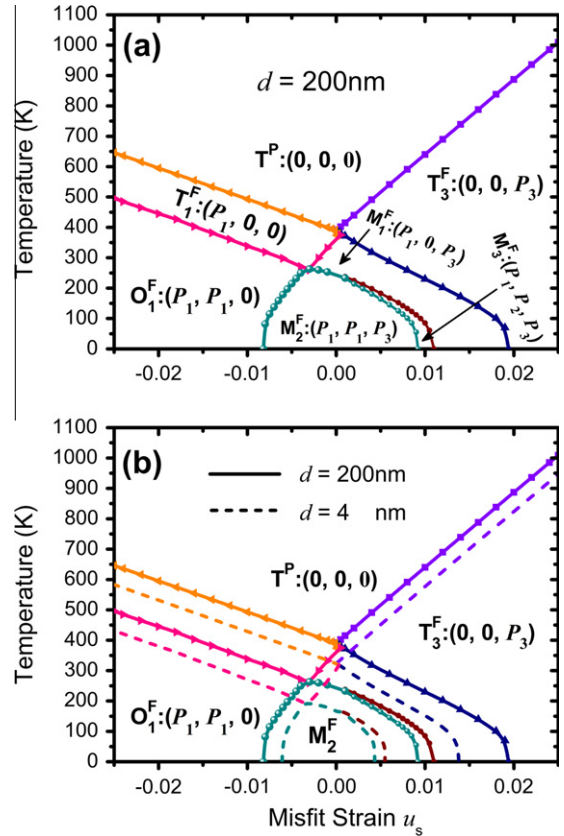 1100
1000
900
800
700
600
500
400
300
200
100
0
Temperature (K)
(a)
d = 200nm
T^P:(0, 0, 0)
T_3^F:(0, 0, P_3)
T_1^F:(P_1, 0, 0)
M_1^F:(P_1, 0, P_3)
M_3^F:(P_1, P_2, P_3)
O_1^F:(P_1, P_1, 0)
M_2^F:(P_1, P_1, P_3)
-0.02 -0.01 0.00 0.01 0.02
1100
1000
900
800
700
600
500
400
300
200
100
0
Temperature (K)
(b)
d = 200nm
d = 4 nm
T^P:(0, 0, 0)
T_3^F:(0, 0, P_3)
O_1^F:(P_1, P_1, 0)
M_2^F
-0.02 -0.01 0.00 0.01 0.02
Misfit Strain u_s